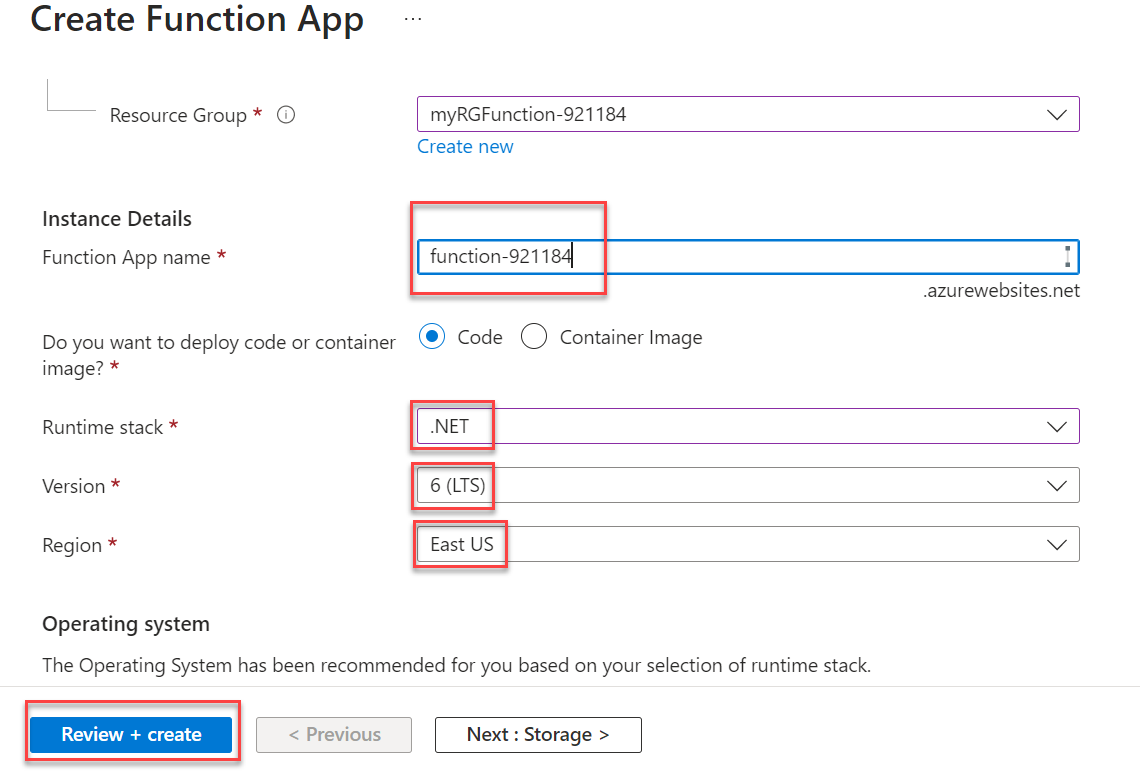 Create Function App ...
Resource Group * myRGFunction-921184
Create new
Instance Details
Function App name * function-921184
.azurewebsites.net
Do you want to deploy code or container image? * Code Container Image
Runtime stack * .NET
Version * 6 (LTS)
Region * East US
Operating system
The Operating System has been recommended for you based on your selection of runtime stack.
Review + create < Previous Next : Storage >